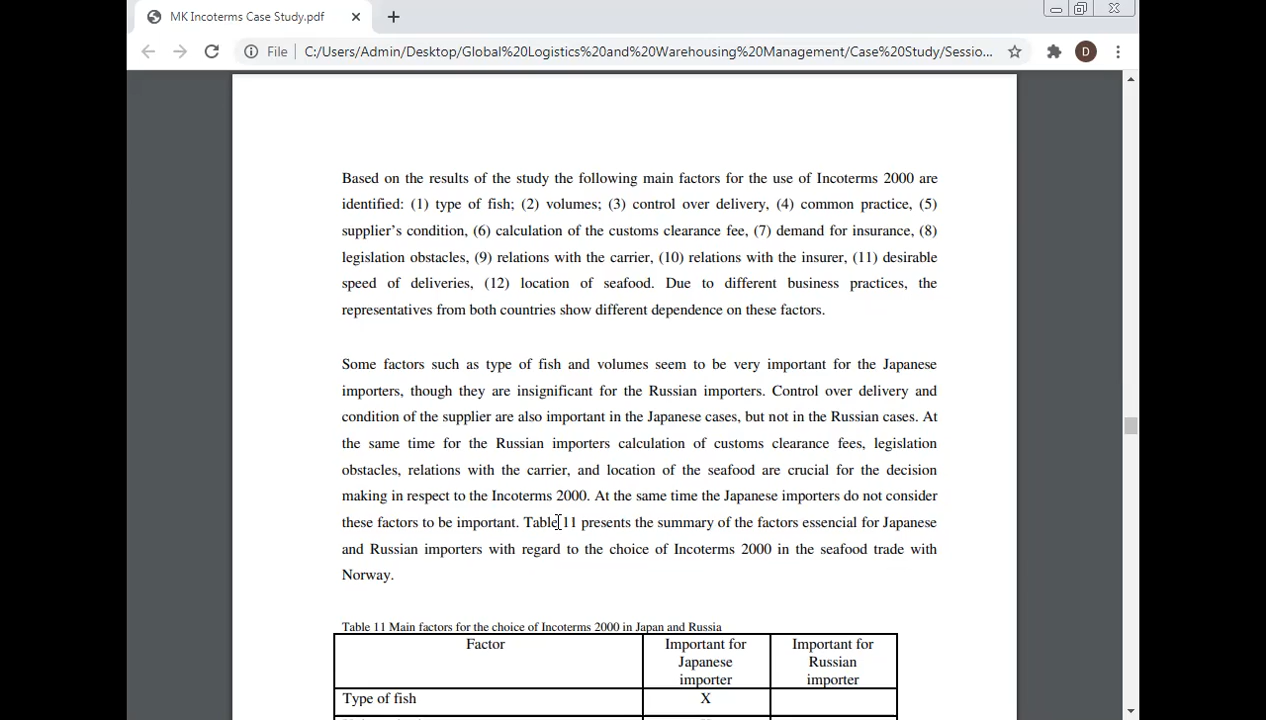 MK Incoterms Case Study.pdf
File
C:/Users/Admin/Desktop/Global%20Logistics%20and%20Warehousing%20Management/Case%20Study/Sessio...
D
Based on the results of the study the following main factors for the use of Incoterms 2000 are
identified: (1) type of fish; (2) volumes; (3) control over delivery, (4) common practice, (5)
supplier's condition, (6) calculation of the customs clearance fee, (7) demand for insurance, (8)
legislation obstacles, (9) relations with the carrier, (10) relations with the insurer, (11) desirable
speed of deliveries, (12) location of seafood. Due to different business practices, the
representatives from both countries show different dependence on these factors.
Some factors such as type of fish and volumes seem to be very important for the Japanese
importers, though they are insignificant for the Russian importers. Control over delivery and
condition of the supplier are also important in the Japanese cases, but not in the Russian cases. At
the same time for the Russian importers calculation of customs clearance fees, legislation
obstacles, relations with the carrier, and location of the seafood are crucial for the decision
making in respect to the Incoterms 2000. At the same time the Japanese importers do not consider
these factors to be important. Table 11 presents the summary of the factors essencial for Japanese
and Russian importers with regard to the choice of Incoterms 2000 in the seafood trade with
Norway.
Table 11 Main factors for the choice of Incoterms 2000 in Japan and Russia
Factor
Important for
Japanese
importer
Important for
Russian
importer
Type of fish
X